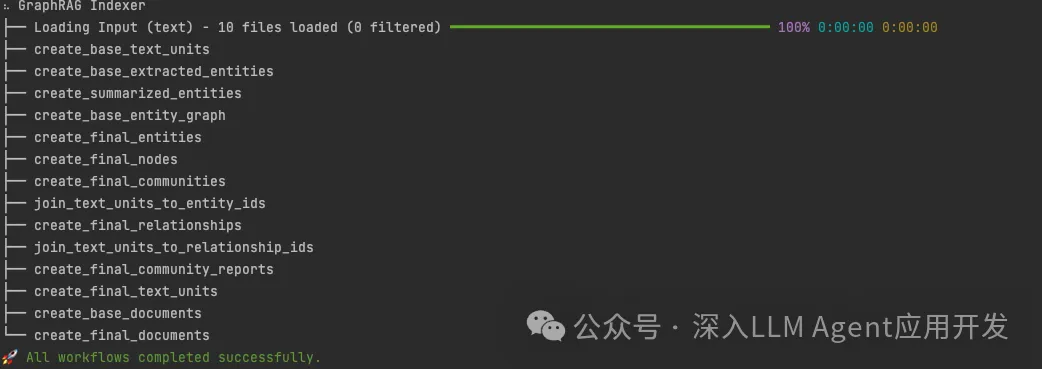 GraphRAG Indexer
├── Loading Input (text) - 10 files loaded (0 filtered) 100% 0:00:00 0:00:00
├── create_base_text_units
├── create_base_extracted_entities
├── create_summarized_entities
├── create_base_entity_graph
├── create_final_entities
├── create_final_nodes
├── create_final_communities
├── join_text_units_to_entity_ids
├── create_final_relationships
├── join_text_units_to_relationship_ids
├── create_final_community_reports
├── create_final_text_units
├── create_base_documents
└── create_final_documents
🚀 All workflows completed successfully.
公众号 · 深入LLM Agent应用开发